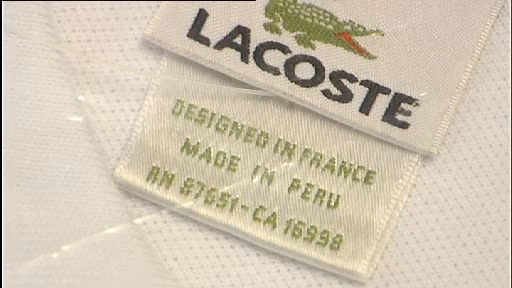 LACOSTE
DESIGNED IN FRANCE
MADE IN PERU
RN 87651-CA 16998